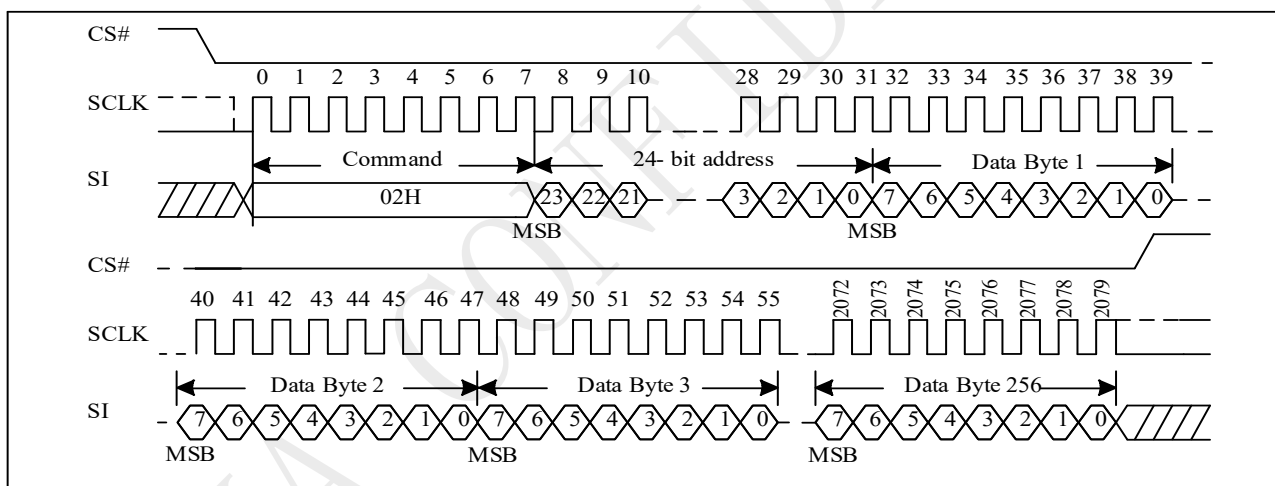 CS#
0 1 2 3 4 5 6 7 8 9 10 28 29 30 31 32 33 34 35 36 37 38 39
SCLK
Command 24- bit address Data Byte 1
SI 02H 23 22 21 3 2 1 0 7 6 5 4 3 2 1 0
MSB MSB
CS#
40 41 42 43 44 45 46 47 48 49 50 51 52 53 54 55 2072 2073 2074 2075 2076 2077 2078 2079
SCLK
Data Byte 2 Data Byte 3 Data Byte 256
SI 7 6 5 4 3 2 1 0 7 6 5 4 3 2 1 0 7 6 5 4 3 2 1 0
MSB MSB MSB